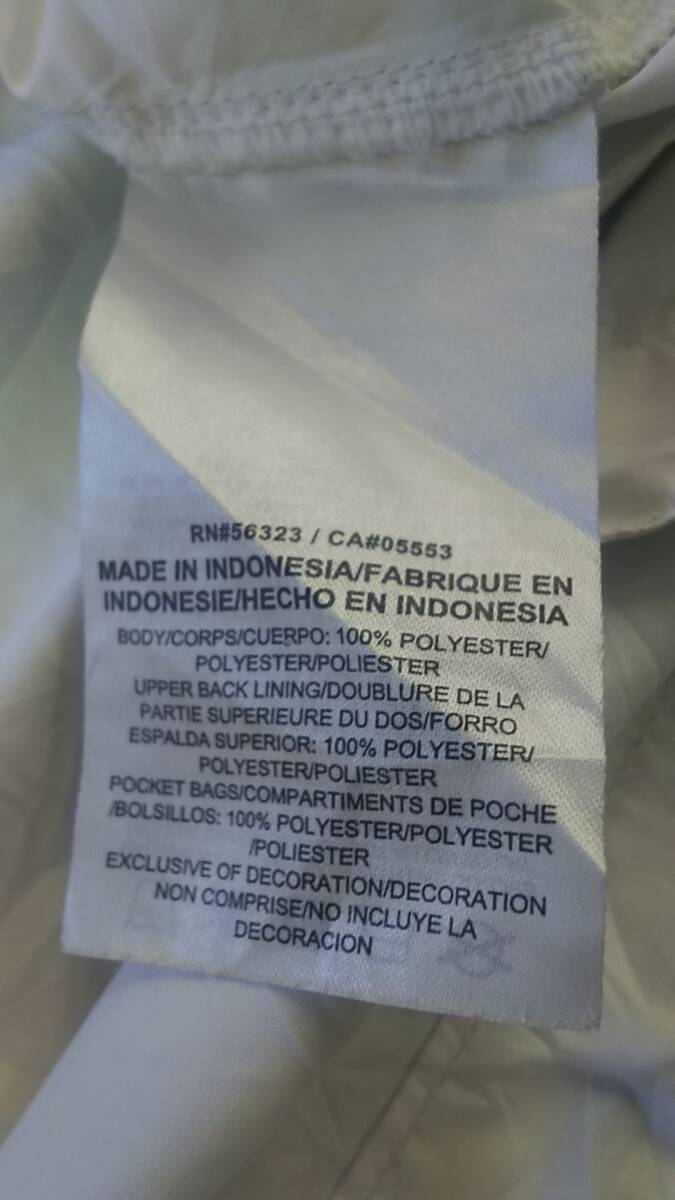 RN#56323 / CA#05553
MADE IN INDONESIA/FABRIQUE EN
INDONESIE/HECHO EN INDONESIA
BODY/CORPS/CUERPO: 100% POLYESTER/
POLYESTER/POLIESTER
UPPER BACK LINING/DOUBLURE DE LA
PARTIE SUPERIEURE DU DOS/FORRO
ESPALDA SUPERIOR: 100% POLYESTER/
POLYESTER/POLIESTER
POCKET BAGS/COMPARTIMENTS DE POCHE
/BOLSILLOS: 100% POLYESTER/POLYESTER
/POLIESTER
EXCLUSIVE OF DECORATION/DECORATION
NON COMPRISE/NO INCLUYE LA
DECORACION